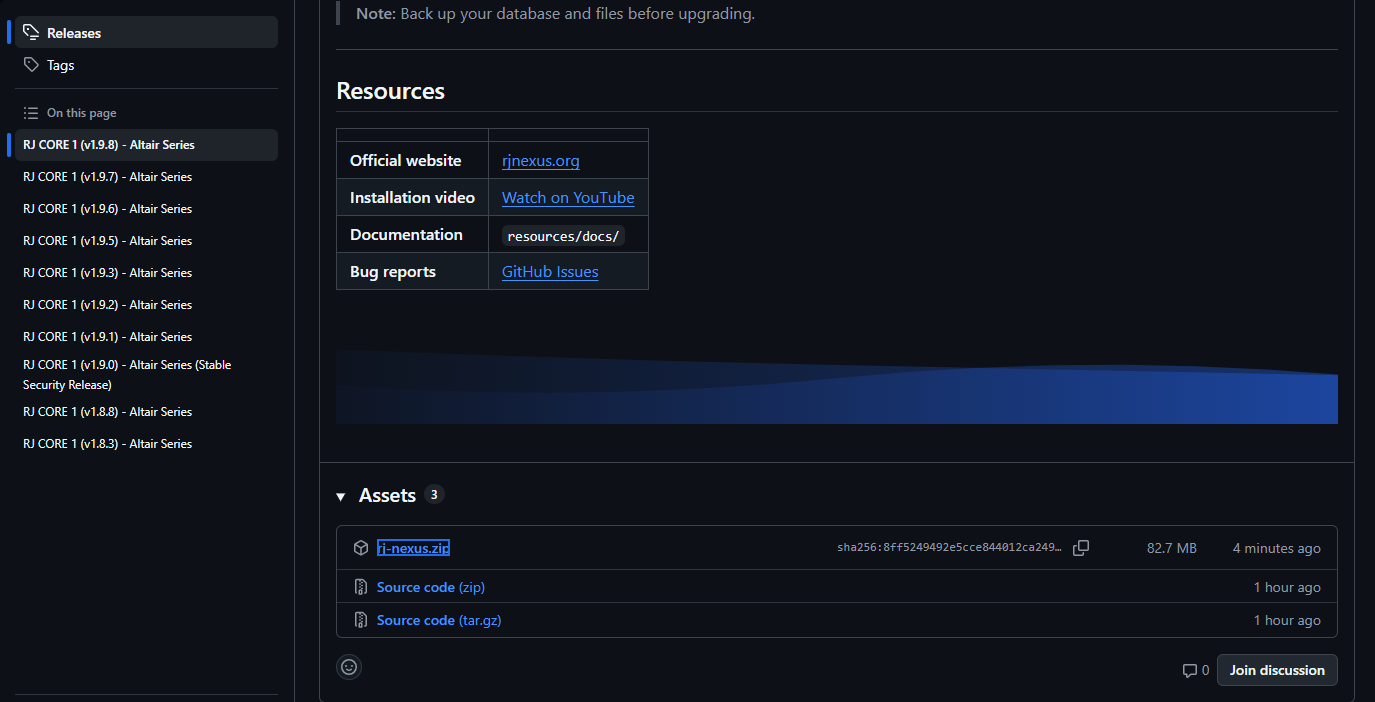 Releases
Tags
On this page
RJ CORE 1 (v1.9.8) - Altair Series
RJ CORE 1 (v1.9.7) - Altair Series
RJ CORE 1 (v1.9.6) - Altair Series
RJ CORE 1 (v1.9.5) - Altair Series
RJ CORE 1 (v1.9.3) - Altair Series
RJ CORE 1 (v1.9.2) - Altair Series
RJ CORE 1 (v1.9.1) - Altair Series
RJ CORE 1 (v1.9.0) - Altair Series (Stable
Security Release)
RJ CORE 1 (v1.8.8) - Altair Series
RJ CORE 1 (v1.8.3) - Altair Series
Note: Back up your database and files before upgrading.
Resources
Official website rjnexus.org
Installation video Watch on YouTube
Documentation resources/docs/
Bug reports GitHub Issues
Assets 3
rj-nexus.zip sha256:8ff5249492e5cce844012ca249… 82.7 MB 4 minutes ago
Source code (zip) 1 hour ago
Source code (tar.gz) 1 hour ago
0 Join discussion